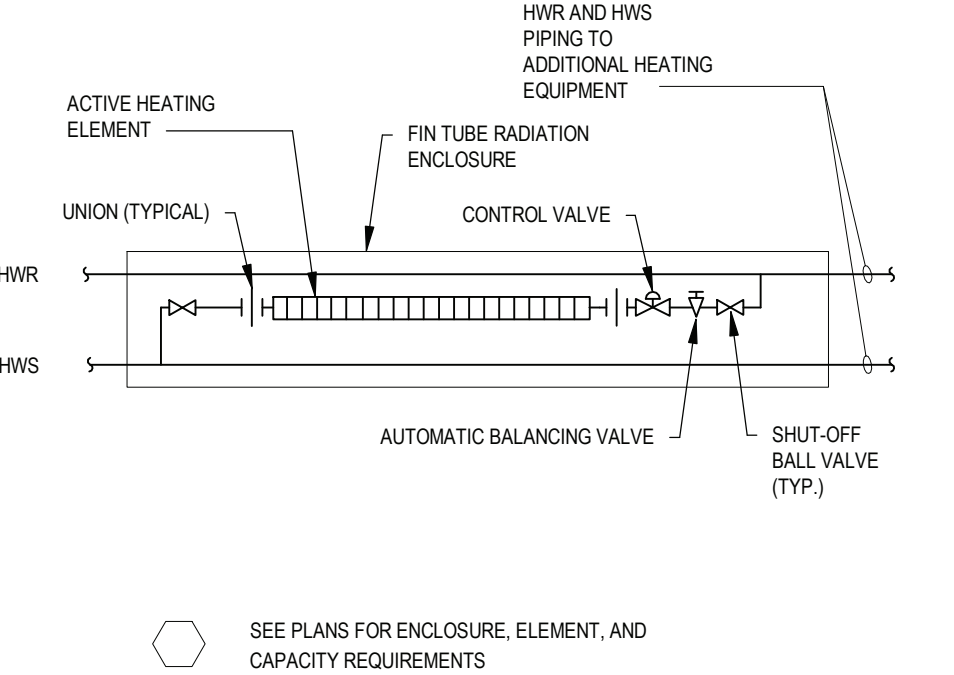 HWR AND HWS
PIPING TO
ADDITIONAL HEATING
EQUIPMENT
ACTIVE HEATING
ELEMENT
FIN TUBE RADIATION
ENCLOSURE
UNION (TYPICAL)
CONTROL VALVE
HWR
HWS
AUTOMATIC BALANCING VALVE
SHUT-OFF
BALL VALVE
(TYP.)
SEE PLANS FOR ENCLOSURE, ELEMENT, AND
CAPACITY REQUIREMENTS